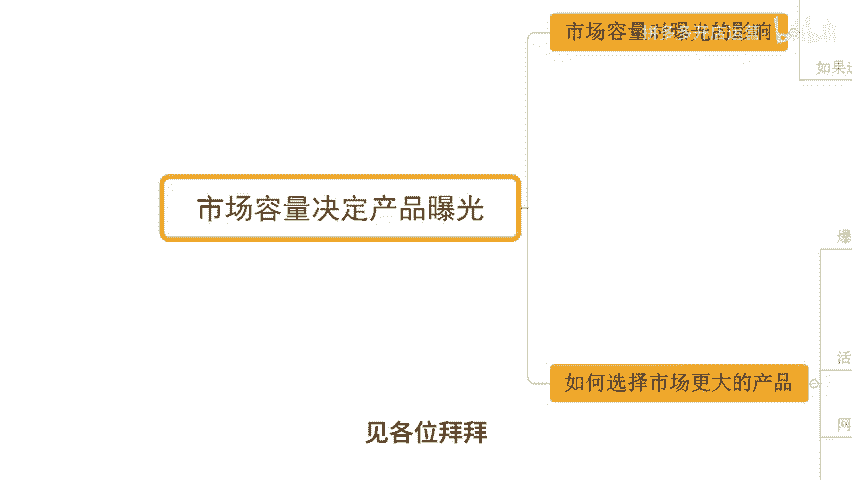 市场容量对曝光的影响
如果
市场容量决定产品曝光
爆
活
如何选择市场更大的产品
网
见各位拜拜